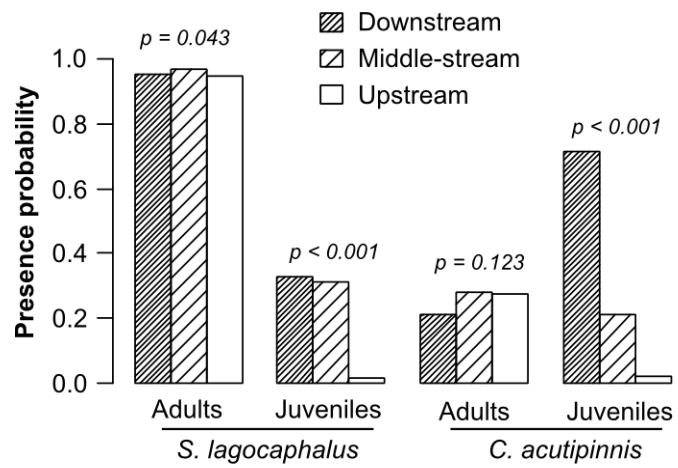 Downstream
Middle-stream
Upstream
p = 0.043
p < 0.001
p = 0.123
p < 0.001
Presence probability
1.0
0.8
0.6
0.4
0.2
0.0
Adults Juveniles Adults Juveniles
S. lagocaphalus C. acutipinnis